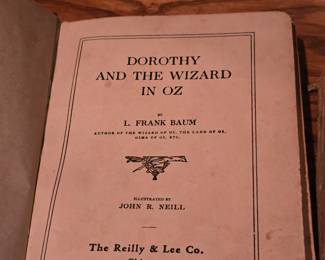 DOROTHY
AND THE WIZARD
IN OZ
BY
L. FRANK BAUM
AUTHOR OF THE WIZARD OF OZ, THE LAND OF OZ,
OZMA OF OZ, ETC.
ILLUSTRATED BY
JOHN R. NEILL
The Reilly & Lee Co.